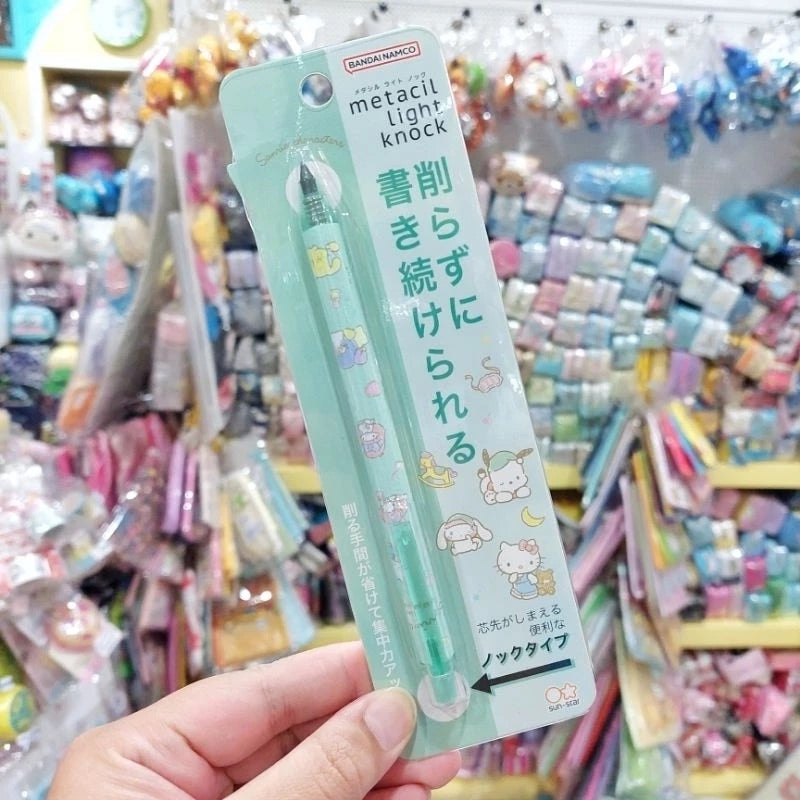 BANDAI NAMCO
メタシル ライト ノック
metacil
light
knock
Sanrio characters
削らずに
書き続けられる
削る手間が省けて集中力アッ
芯先がしまえる
便利な
ノックタイプ
sun-star